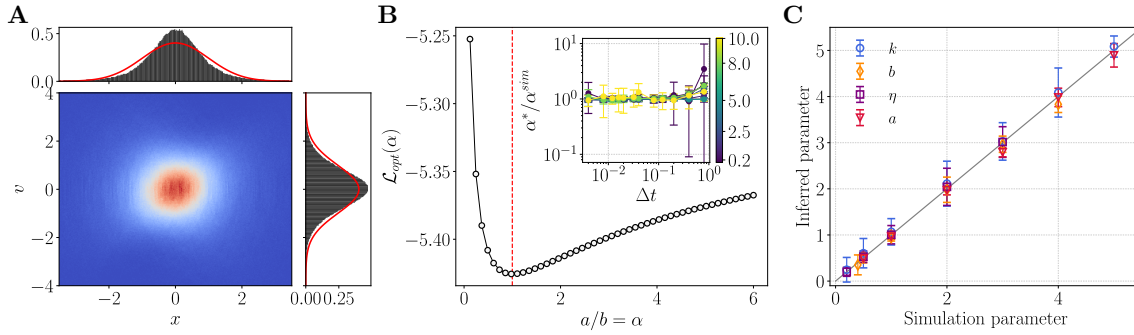 A
0.5
0.0
4
2
0
−2
−4
v
−2
0
2
x
0.00
0.25
B
−5.25
−5.30
−5.35
−5.40
𝓛opt(α)
0
2
4
6
a/b = α
10¹
10⁰
10⁻¹
α*/α^sim
10⁻²
10⁻¹
10⁰
Δt
10.0
8.0
5.0
2.5
0.2
C
k
b
η
a
5
4
3
2
1
0
Inferred parameter
0
2
4
Simulation parameter